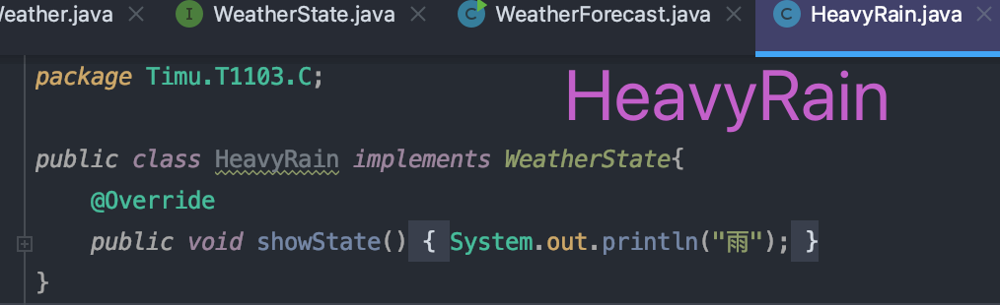 eather.java WeatherState.java WeatherForecast.java HeavyRain.java
HeavyRain
package Timu.T1103.C;
public class HeavyRain implements WeatherState{
@Override
public void showState() { System.out.println("雨"); }
}